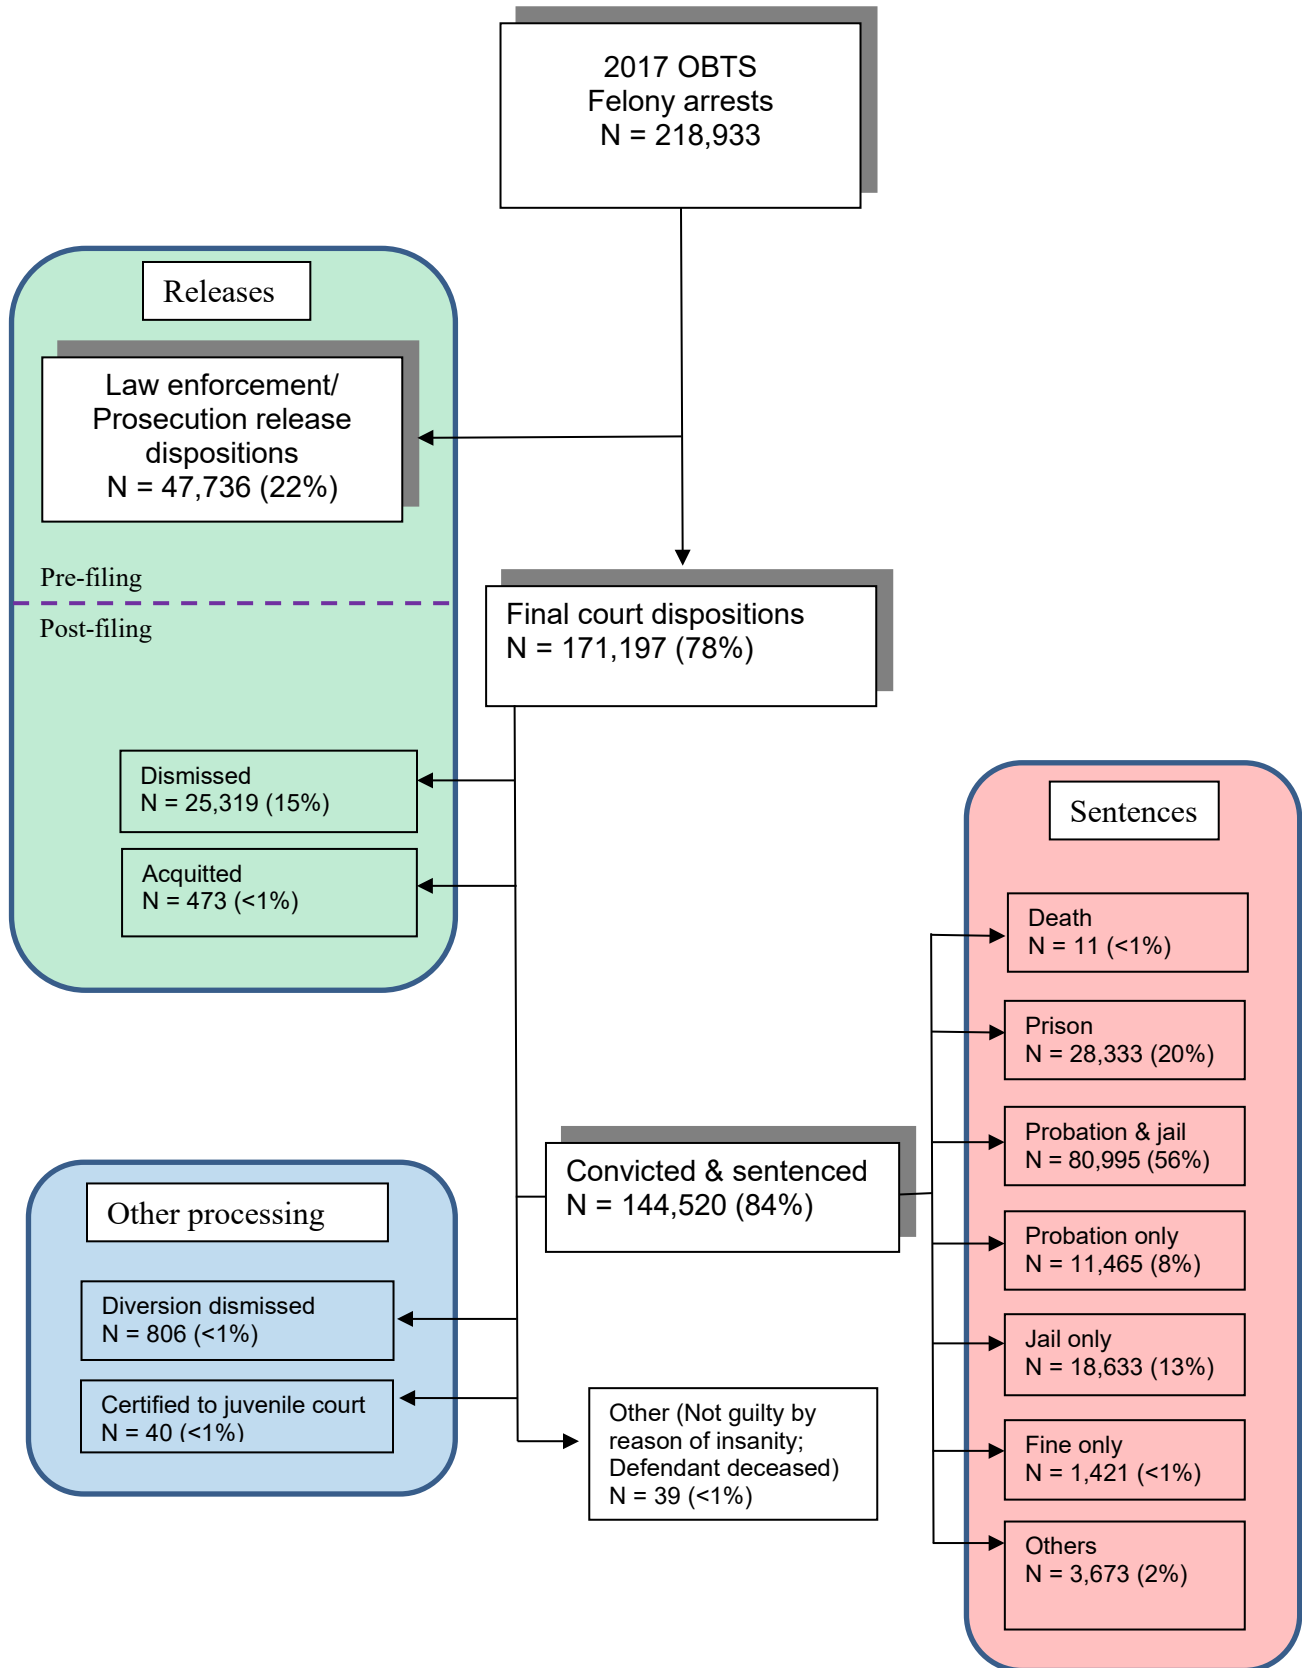 2017 OBTS
Felony arrests
N = 218,933
Releases
Law enforcement/
Prosecution release
dispositions
N = 47,736 (22%)
Pre-filing
Post-filing
Final court dispositions
N = 171,197 (78%)
Dismissed
N = 25,319 (15%)
Acquitted
N = 473 (<1%)
Sentences
Death
N = 11 (<1%)
Prison
N = 28,333 (20%)
Probation & jail
N = 80,995 (56%)
Convicted & sentenced
N = 144,520 (84%)
Probation only
N = 11,465 (8%)
Jail only
N = 18,633 (13%)
Fine only
N = 1,421 (<1%)
Others
N = 3,673 (2%)
Other processing
Diversion dismissed
N = 806 (<1%)
Certified to juvenile court
N = 40 (<1%)
Other (Not guilty by
reason of insanity;
Defendant deceased)
N = 39 (<1%)